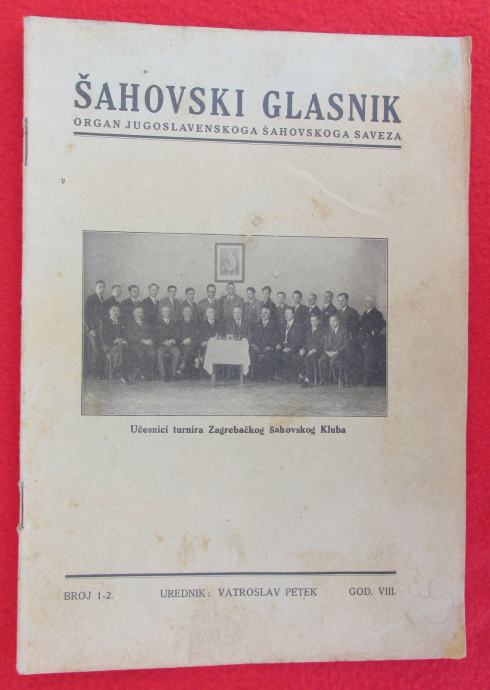 ŠAHOVSKI GLASNIK
ORGAN JUGOSLAVENSKOGA ŠAHOVSKOGA SAVEZA
Učesnici turnira Zagrebačkog šahovskog Kluba
BROJ 1-2. UREDNIK: VATROSLAV PETEK GOD. VIII.